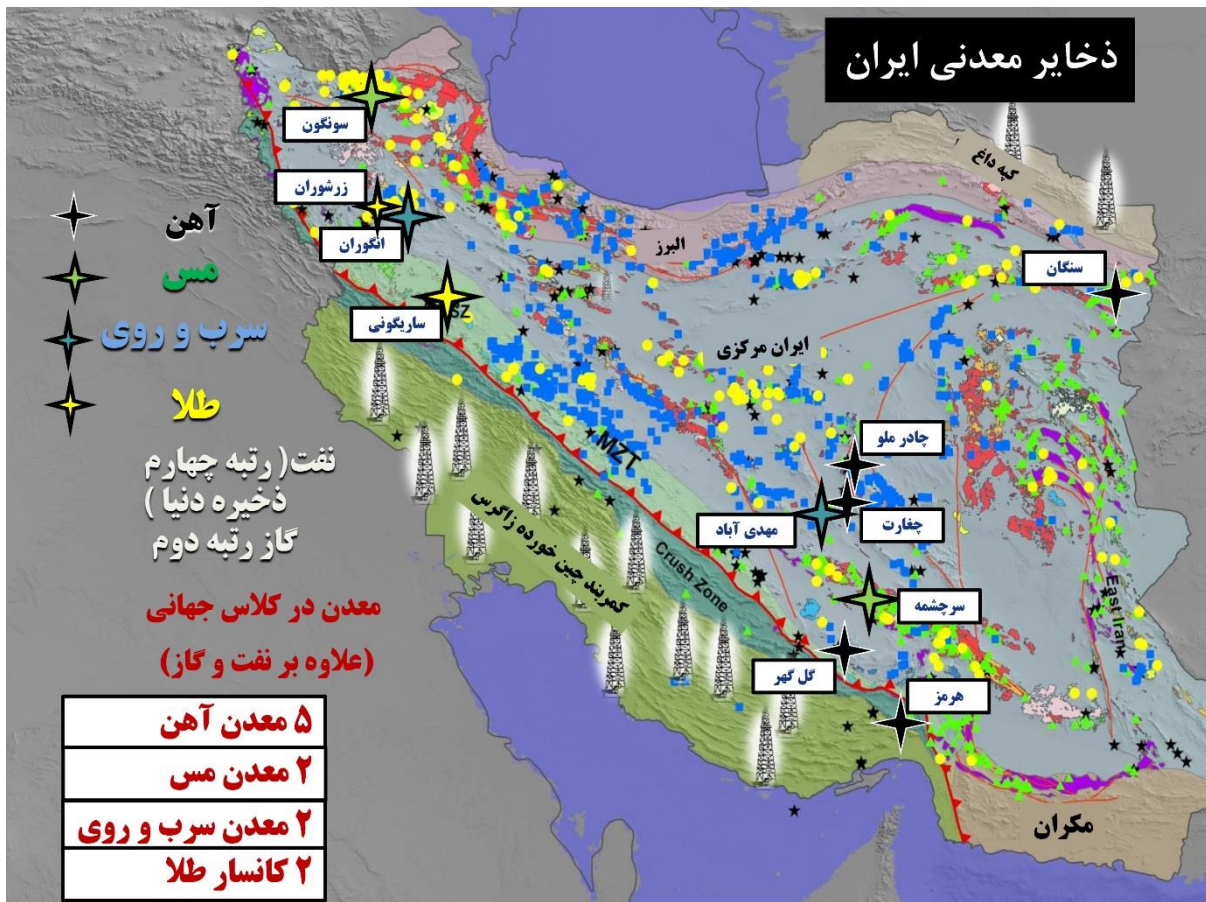 ذخایر معدنی ایران
سونگون
زرشوران
انگوران
ساریگونی
کپه داغ
البرز
سنگان
ایران مرکزی
چادر ملو
چغارت
مهدی آباد
سرچشمه
گل گهر
هرمز
مکران
SZ
MZT
Crush Zone
East Iran
کمربند چین خورده زاگرس
آهن
مس
سرب و روی
طلا
نفت( رتبه چهارم
ذخیره دنیا )
گاز رتبه دوم
معدن در کلاس جهانی
(علاوه بر نفت و گاز)
۵ معدن آهن
۲ معدن مس
۲ معدن سرب و روی
۲ کانسار طلا